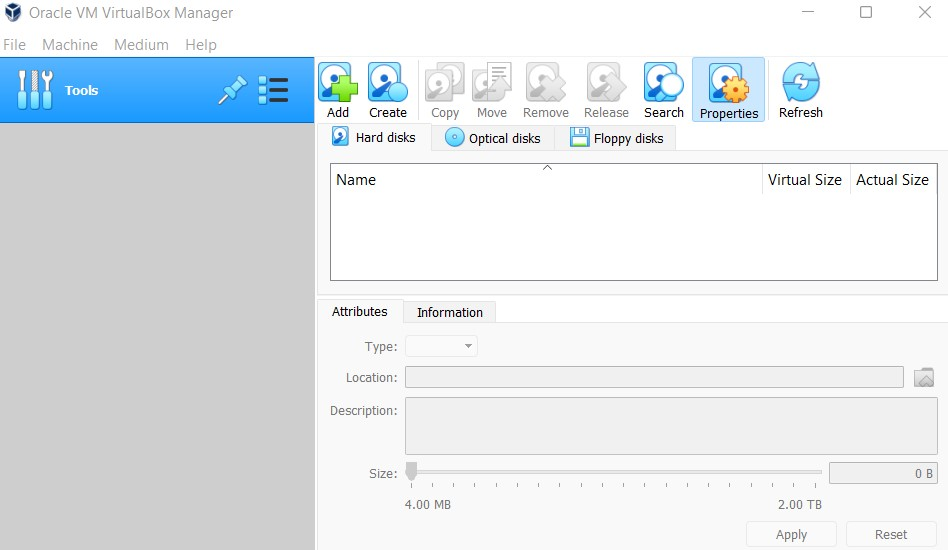 Oracle VM VirtualBox Manager
File Machine Medium Help
Tools
Add Create Copy Move Remove Release Search Properties Refresh
Hard disks Optical disks Floppy disks
Name Virtual Size Actual Size
Attributes Information
Type:
Location:
Description:
Size: 0 B
4.00 MB 2.00 TB
Apply Reset